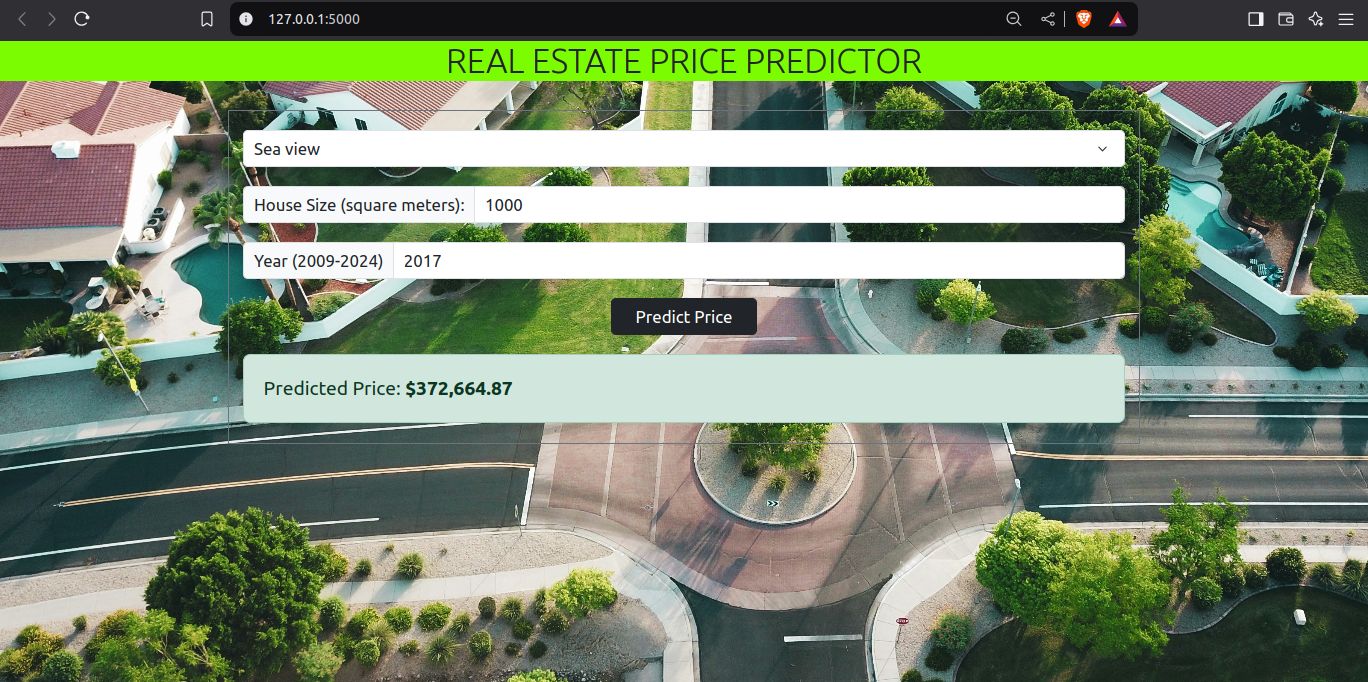 127.0.0.1:5000
REAL ESTATE PRICE PREDICTOR
Sea view
House Size (square meters): 1000
Year (2009-2024) 2017
Predict Price
Predicted Price: $372,664.87